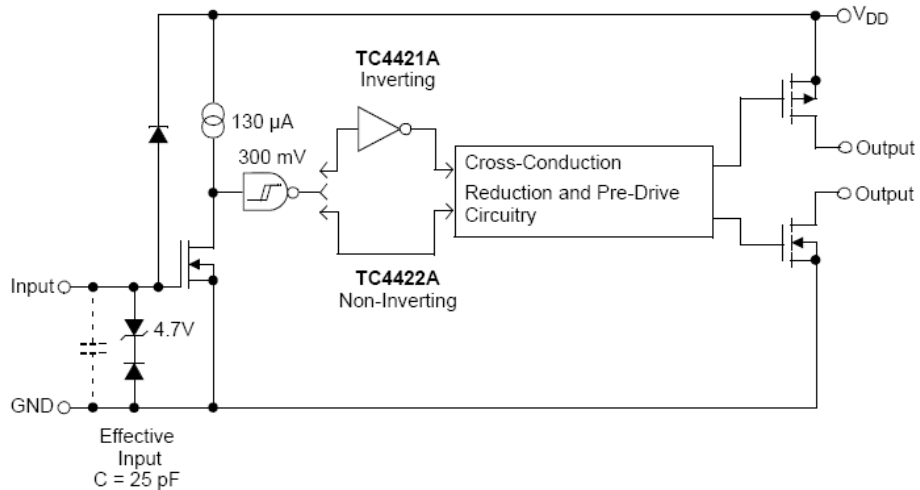 VDD
TC4421A
Inverting
130 µA
300 mV
Cross-Conduction
Reduction and Pre-Drive
Circuitry
Output
Output
TC4422A
Non-Inverting
Input
4.7V
GND
Effective
Input
C = 25 pF